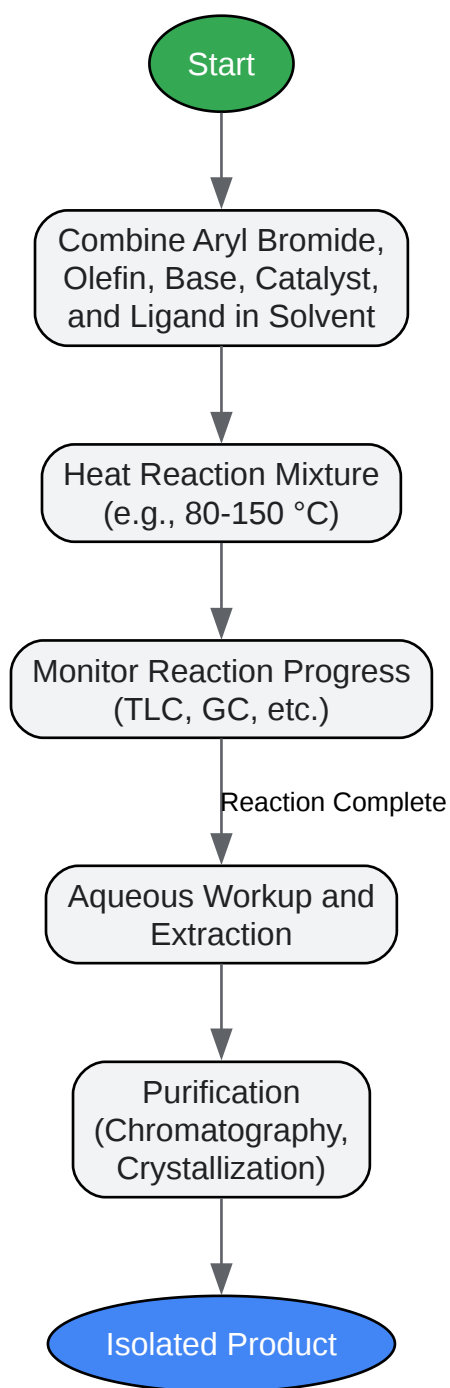 Start
Combine Aryl Bromide,
Olefin, Base, Catalyst,
and Ligand in Solvent
Heat Reaction Mixture
(e.g., 80-150 °C)
Monitor Reaction Progress
(TLC, GC, etc.)
Reaction Complete
Aqueous Workup and
Extraction
Purification
(Chromatography,
Crystallization)
Isolated Product